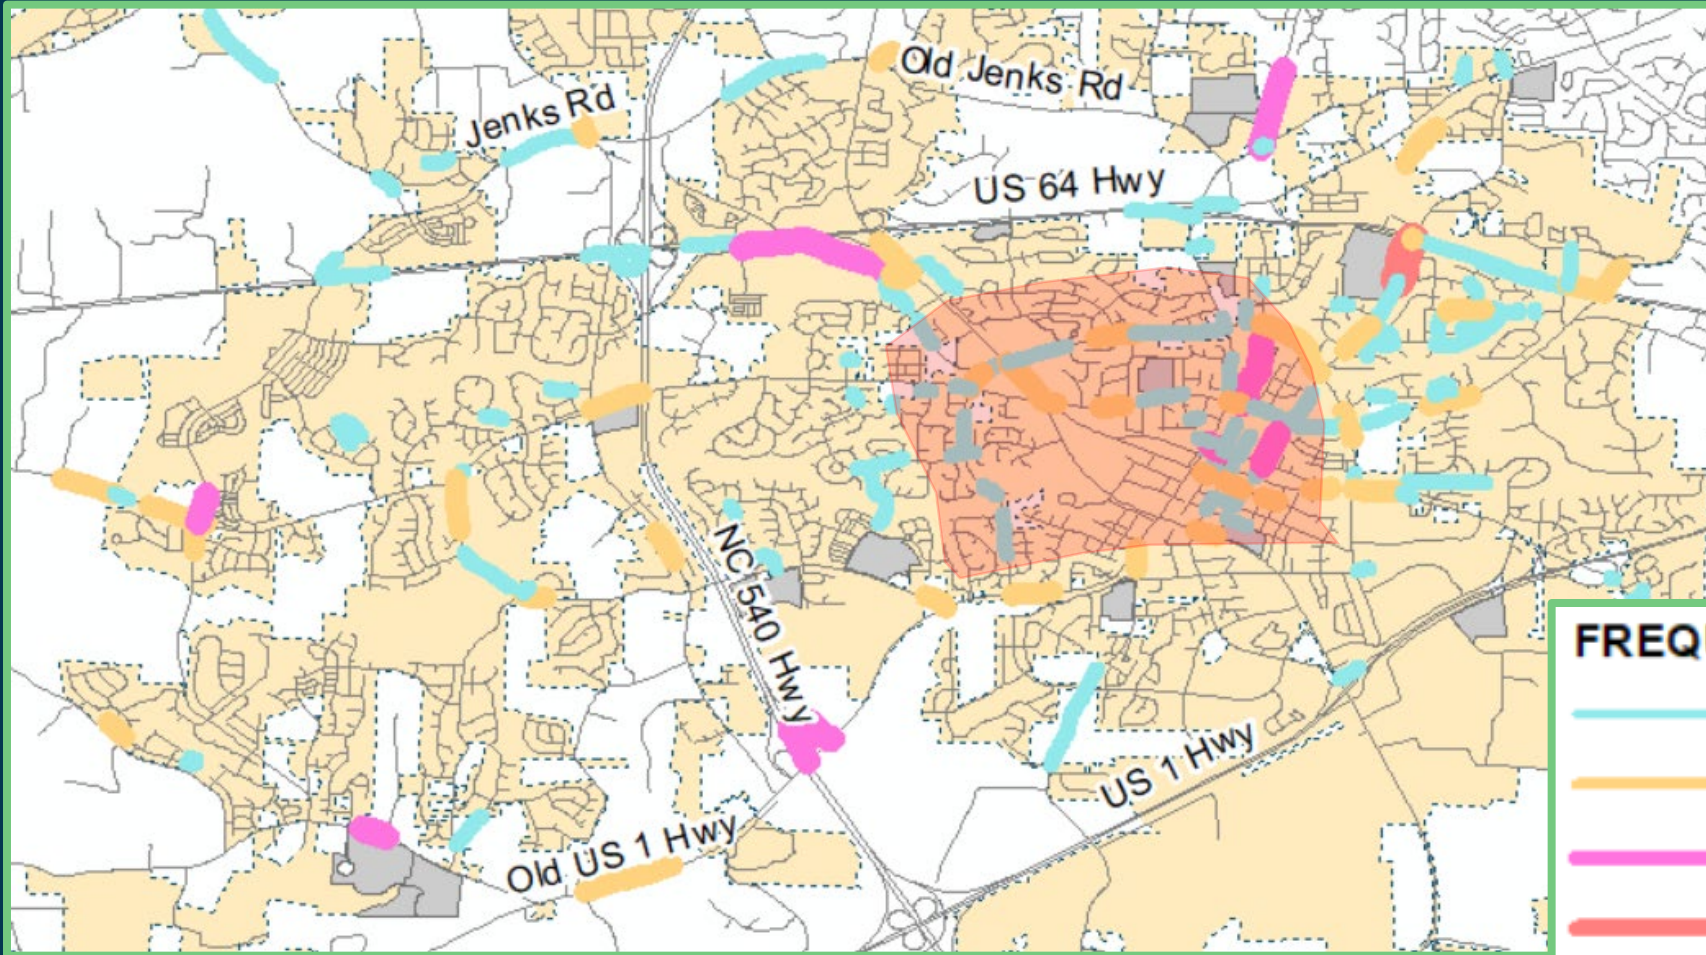 Old Jenks Rd
Jenks Rd
US 64 Hwy
NC 540 Hwy
US 1 Hwy
Old US 1 Hwy
FREQ